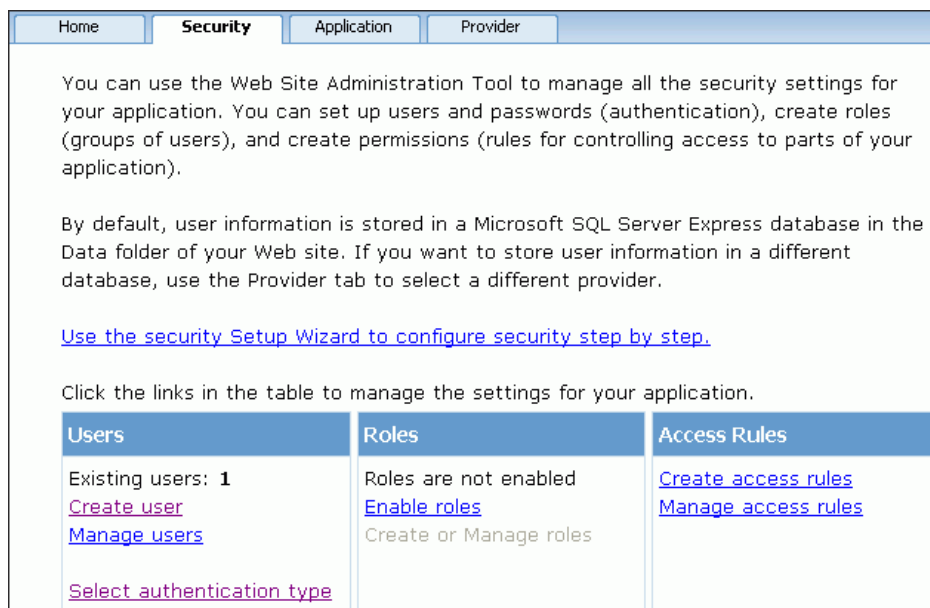 Home Security Application Provider
You can use the Web Site Administration Tool to manage all the security settings for
your application. You can set up users and passwords (authentication), create roles
(groups of users), and create permissions (rules for controlling access to parts of your
application).
By default, user information is stored in a Microsoft SQL Server Express database in the
Data folder of your Web site. If you want to store user information in a different
database, use the Provider tab to select a different provider.
Use the security Setup Wizard to configure security step by step.
Click the links in the table to manage the settings for your application.
Users
Existing users: 1
Create user
Manage users
Select authentication type
Roles
Roles are not enabled
Enable roles
Create or Manage roles
Access Rules
Create access rules
Manage access rules